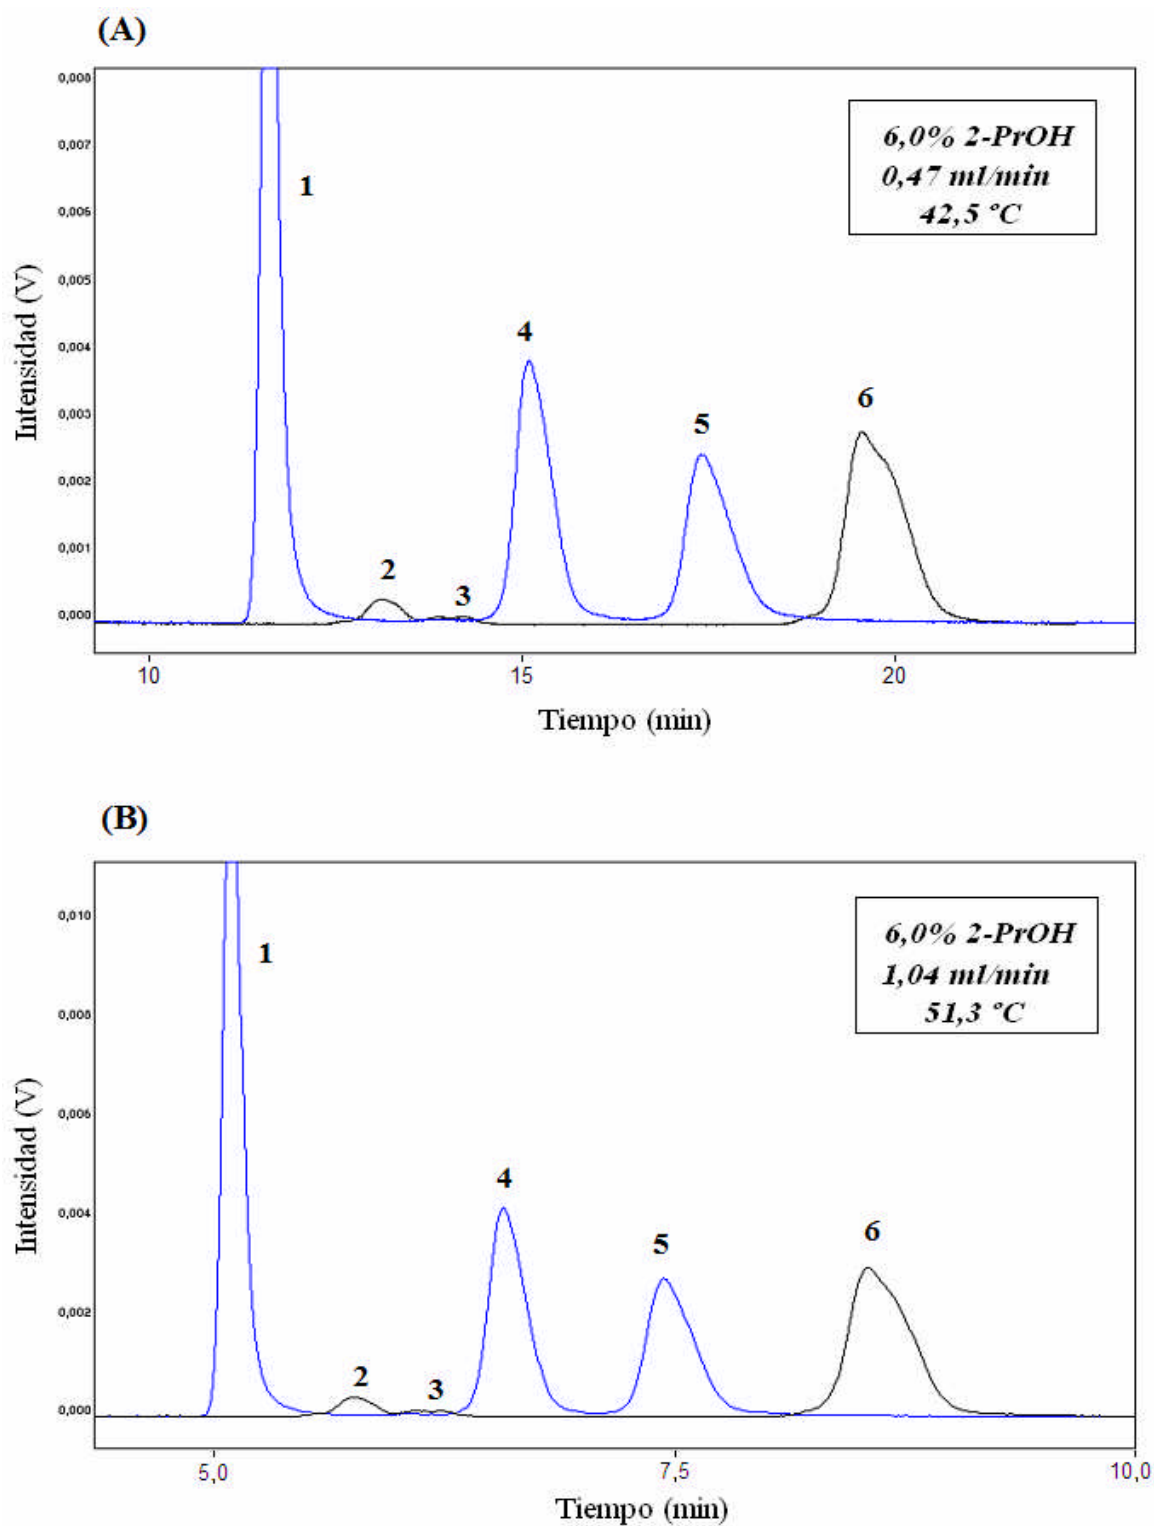 (A)
0,008
0,007
0,006
0,005
0,004
0,003
0,002
0,001
0,000
Intensidad (V)
1
2
3
4
5
6
6,0% 2-PrOH
0,47 ml/min
42,5 ºC
10
15
20
Tiempo (min)
(B)
0,010
0,008
0,006
0,004
0,002
0,000
Intensidad (V)
1
2
3
4
5
6
6,0% 2-PrOH
1,04 ml/min
51,3 ºC
5,0
7,5
10,0
Tiempo (min)